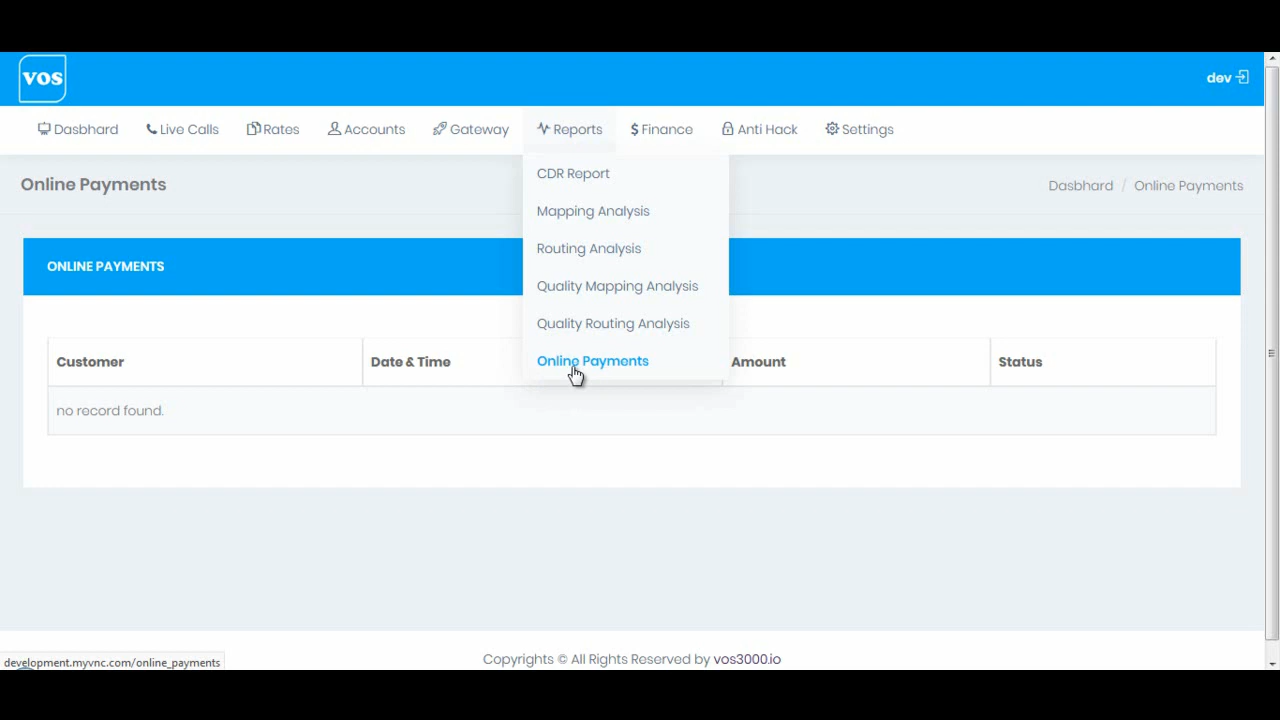 VOS
dev
Dasbhard Live Calls Rates Accounts Gateway Reports $ Finance Anti Hack Settings
Online Payments
Dasbhard / Online Payments
CDR Report
Mapping Analysis
Routing Analysis
Quality Mapping Analysis
Quality Routing Analysis
Online Payments
ONLINE PAYMENTS
Customer Date & Time Amount Status
no record found.
development.myvnc.com/online_payments
Copyrights © All Rights Reserved by vos3000.io